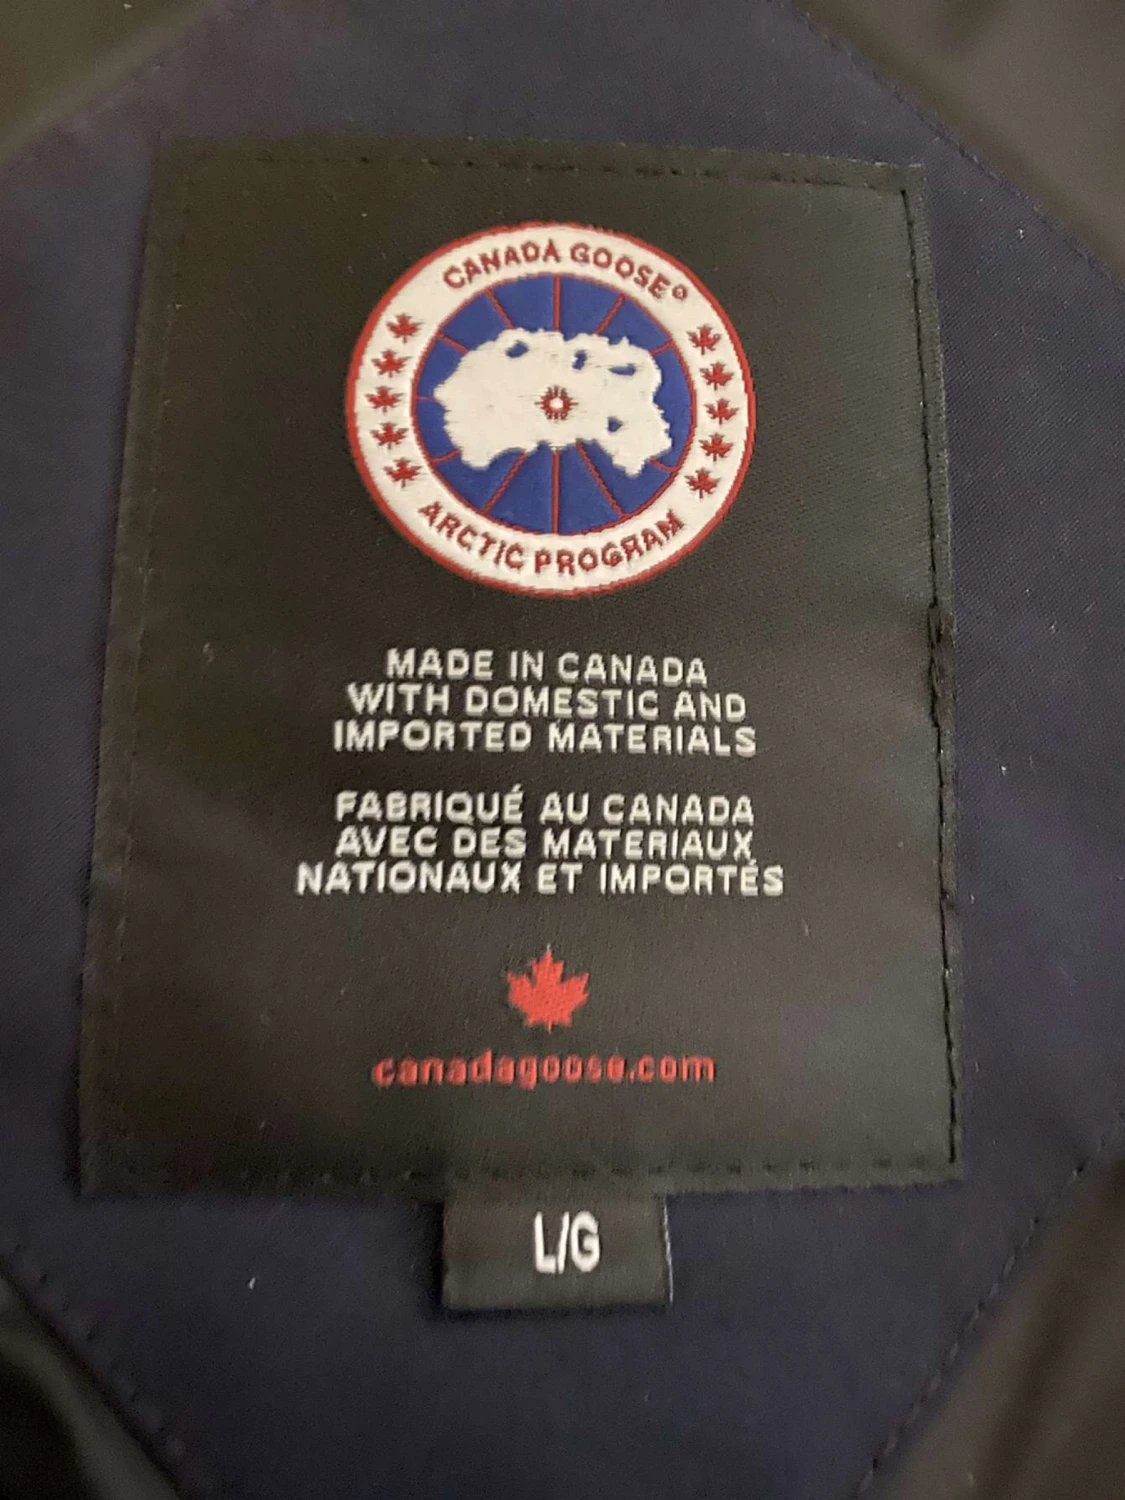 CANADA GOOSE®
ARCTIC PROGRAM
MADE IN CANADA
WITH DOMESTIC AND
IMPORTED MATERIALS
FABRIQUÉ AU CANADA
AVEC DES MATERIAUX
NATIONAUX ET IMPORTÉS
canadagoose.com
L/G